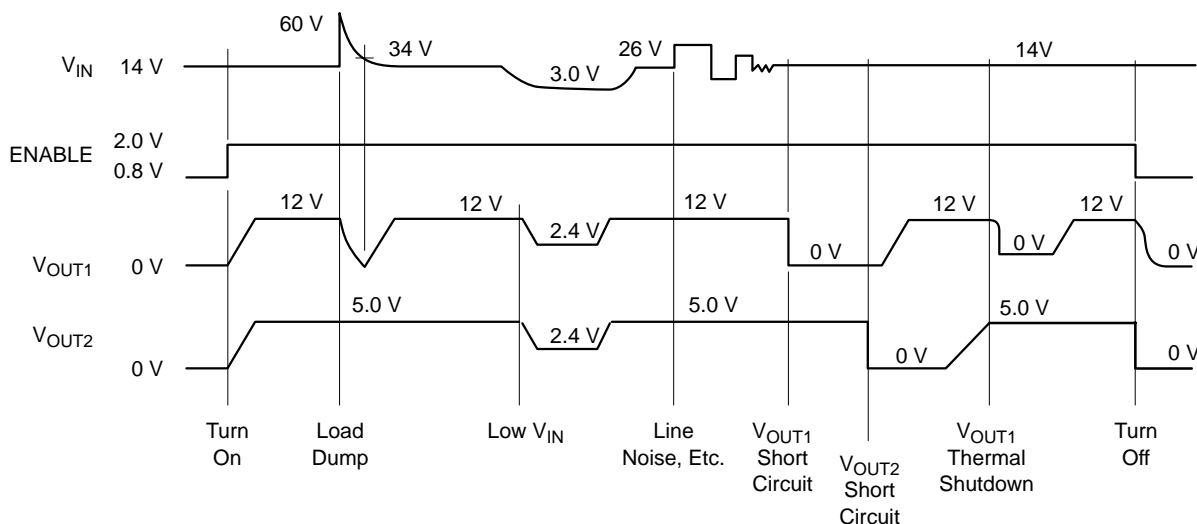 60 V
34 V
26 V
14V
V_IN 14 V
3.0 V
2.0 V
ENABLE
0.8 V
12 V 12 V 12 V 12 V 12 V
2.4 V
V_OUT1 0 V 0 V 0 V 0 V
5.0 V 5.0 V 5.0 V
V_OUT2 2.4 V
0 V 0 V 0 V
Turn On
Load Dump
Low V_IN
Line Noise, Etc.
V_OUT1 Short Circuit
V_OUT2 Short Circuit
V_OUT1 Thermal Shutdown
Turn Off